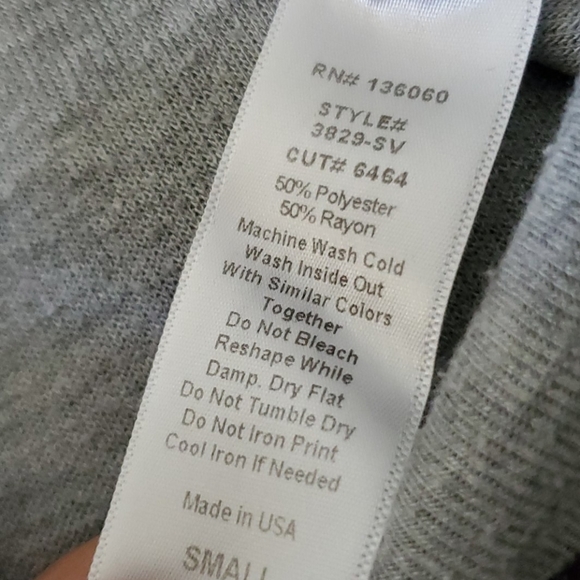 RN# 136060
STYLE#
3829-SV
CUT# 6464
50% Polyester
50% Rayon
Machine Wash Cold
Wash Inside Out
With Similar Colors
Together
Do Not Bleach
Reshape While
Damp. Dry Flat
Do Not Tumble Dry
Do Not Iron Print
Cool Iron If Needed
Made in USA
SMALL